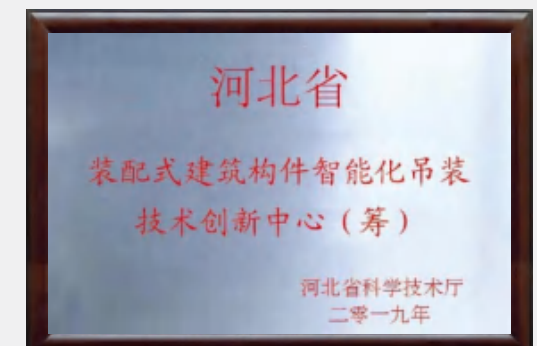 河北省
装配式建筑构件智能化吊装
技术创新中心（筹）
河北省科学技术厅
二零一九年